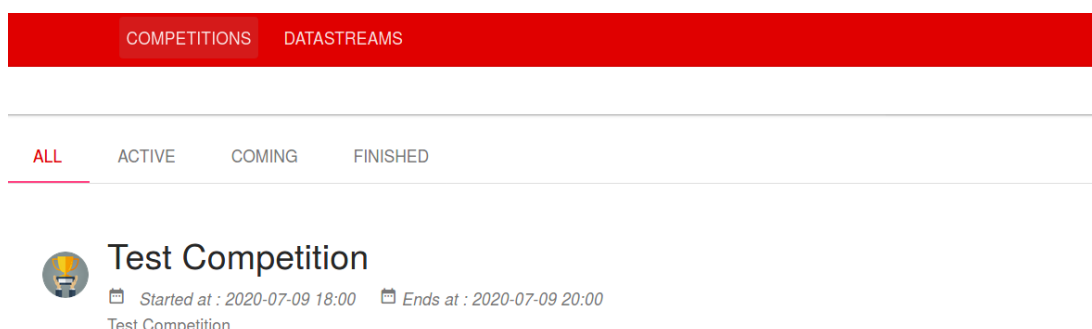 COMPETITIONS DATASTREAMS
ALL ACTIVE COMING FINISHED
Test Competition
Started at : 2020-07-09 18:00 Ends at : 2020-07-09 20:00
Test Competition